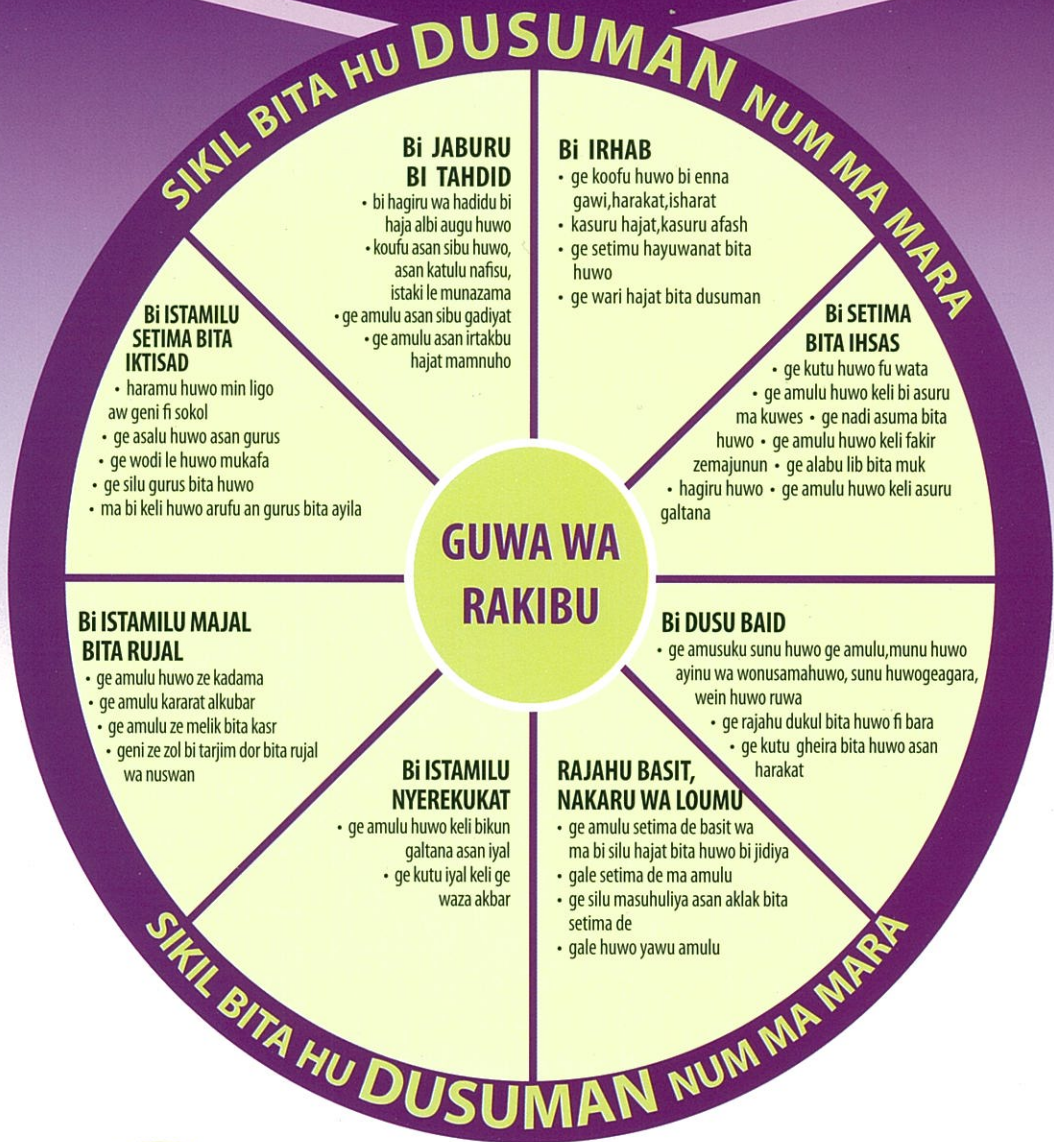 SIKIL BITA HU DUSUMAN NUM MA MARA
Bi JABURU
BI TAHDID
• bi hagiru wa hadidu bi
haja albi augu huwo
• koufu asan sibu huwo,
asan katulu nafisu,
istaki le munazama
• ge amulu asan sibu gadiyat
• ge amulu asan irtakbu
hajat mamnuho
Bi IRHAB
• ge koofu huwo bi enna
gawi,harakat,isharat
• kasuru hajat,kasuru afash
• ge setimu hayuwanat bita
huwo
• ge wari hajat bita dusuman
Bi SETIMA
BITA IHSAS
• ge kutu huwo fu wata
• ge amulu huwo keli bi asuru
ma kuwes • ge nadi asuma bita
huwo • ge amulu huwo keli fakir
zemajunun • ge alabu lib bita muk
• hagiru huwo • ge amulu huwo keli asuru
galtana
Bi DUSU BAID
• ge amusuku sunu huwo ge amulu,munu huwo
ayinu wa wonusamahuwo, sunu huwogeagara,
wein huwo ruwa
• ge rajahu dukul bita huwo fi bara
• ge kutu gheira bita huwo asan
harakat
RAJAHU BASIT,
NAKARU WA LOUMU
• ge amulu setima de basit wa
ma bi silu hajat bita huwo bi jidiya
• gale setima de ma amulu
• ge silu masuhuliya asan aklak bita
setima de
• gale huwo yawu amulu
Bi ISTAMILU
NYEREKUKAT
• ge amulu huwo keli bikun
galtana asan iyal
• ge kutu iyal keli ge
waza akbar
Bi ISTAMILU MAJAL
BITA RUJAL
• ge amulu huwo ze kadama
• ge amulu kararat alkubar
• ge amulu ze melik bita kasr
• geni ze zol bi tarjim dor bita rujal
wa nuswan
Bi ISTAMILU
SETIMA BITA
IKTISAD
• haramu huwo min ligo
aw geni fi sokol
• ge asalu huwo asan gurus
• ge wodi le huwo mukafa
• ge silu gurus bita huwo
• ma bi keli huwo arufu an gurus bita ayila
GUWA WA
RAKIBU
SIKIL BITA HU DUSUMAN NUM MA MARA